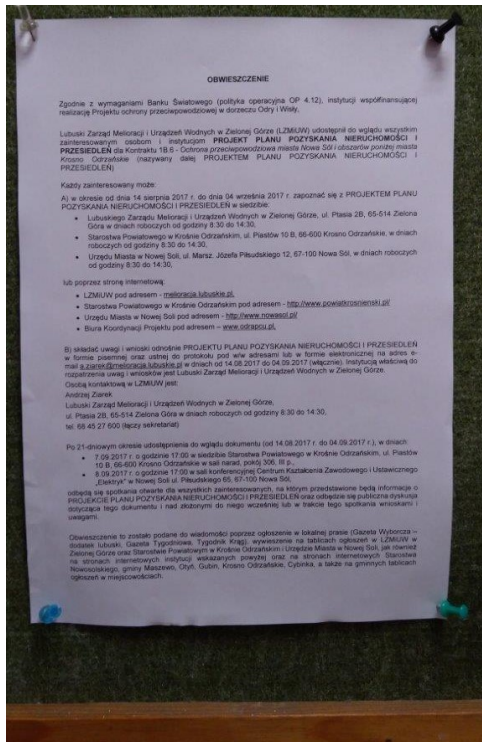 OBWIESZCZENIE
Zgodnie z wymaganiami Banku Światowego (polityka operacyjna OP 4.12), instytucji współfinansującej
realizację Projektu ochrony przeciwpowodziowej w dorzeczu Odry i Wisły,
Lubuski Zarząd Melioracji i Urządzeń Wodnych w Zielonej Górze (LZMiUW) udostępnił do wglądu wszystkim
zainteresowanym osobom i instytucjom PROJEKT PLANU POZYSKANIA NIERUCHOMOŚCI I
PRZESIEDLEŃ dla Kontraktu 1B.6 - Ochrona przeciwpowodziowa miasta Nowa Sól i obszarów poniżej miasta
Krosno Odrzańskie (nazywany dalej PROJEKTEM PLANU POZYSKANIA NIERUCHOMOŚCI I
PRZESIEDLEŃ)
Każdy zainteresowany może:
A) w okresie od dnia 14 sierpnia 2017 r. do dnia 04 września 2017 r. zapoznać się z PROJEKTEM PLANU
POZYSKANIA NIERUCHOMOŚCI I PRZESIEDLEŃ w siedzibie:
• Lubuskiego Zarządu Melioracji i Urządzeń Wodnych w Zielonej Górze, ul. Ptasia 2B, 65-514 Zielona
Góra w dniach roboczych od godziny 8:30 do 14:30,
• Starostwa Powiatowego w Krośnie Odrzańskim, ul. Piastów 10 B, 66-600 Krosno Odrzańskie, w dniach
roboczych od godziny 8:30 do 14:30,
• Urzędu Miasta w Nowej Soli, ul. Marsz. Józefa Piłsudskiego 12, 67-100 Nowa Sól, w dniach roboczych
od godziny 8:30 do 14:30,
lub poprzez stronę internetową:
• LZMiUW pod adresem - melioracja.lubuskie.pl,
• Starostwa Powiatowego w Krośnie Odrzańskim pod adresem - http://www.powiatkrosnienski.pl/
• Urzędu Miasta w Nowej Soli pod adresem - http://www.nowasol.pl/
• Biura Koordynacji Projektu pod adresem – www.odrapcu.pl,
B) składać uwagi i wnioski odnośnie PROJEKTU PLANU POZYSKANIA NIERUCHOMOŚCI I PRZESIEDLEŃ
w formie pisemnej oraz ustnej do protokołu pod w/w adresami lub w formie elektronicznej na adres e-
mail a.ziarek@melioracja.lubuskie.pl w dniach od 14.08.2017 do 04.09.2017 (włącznie). Instytucją właściwą do
rozpatrzenia uwag i wniosków jest Lubuski Zarząd Melioracji i Urządzeń Wodnych w Zielonej Górze.
Osobą kontaktową w LZMiUW jest:
Andrzej Ziarek
Lubuski Zarząd Melioracji i Urządzeń Wodnych w Zielonej Górze,
ul. Ptasia 2B, 65-514 Zielona Góra w dniach roboczych od godziny 8:30 do 14:30,
tel. 68 45 27 600 (łączy sekretariat)
Po 21-dniowym okresie udostępnienia do wglądu dokumentu (od 14.08.2017 r. do 04.09.2017 r.), w dniach:
• 7.09.2017 r. o godzinie 17:00 w siedzibie Starostwa Powiatowego w Krośnie Odrzańskim, ul. Piastów
10 B, 66-600 Krosno Odrzańskie w sali narad, pokój 306, III p.,
• 8.09.2017 r. o godzinie 17:00 w sali konferencyjnej Centrum Kształcenia Zawodowego i Ustawicznego
„Elektryk" w Nowej Soli ul. Piłsudskiego 65, 67-100 Nowa Sól,
odbędą się spotkania otwarte dla wszystkich zainteresowanych, na którym przedstawione będą informacje o
PROJEKCIE PLANU POZYSKANIA NIERUCHOMOŚCI I PRZESIEDLEŃ oraz odbędzie się publiczna dyskusja
dotycząca tego dokumentu i nad złożonymi do niego wcześniej lub w trakcie tego spotkania wnioskami i
uwagami.
Obwieszczenie to zostało podane do wiadomości poprzez ogłoszenie w lokalnej prasie (Gazeta Wyborcza –
dodatek lubuski, Gazeta Tygodniowa, Tygodnik Krąg), wywieszenie na tablicach ogłoszeń w LZMiUW w
Zielonej Górze oraz Starostwie Powiatowym w Krośnie Odrzańskim i Urzędzie Miasta w Nowej Soli, jak również
na stronach internetowych instytucji wskazanych powyżej oraz na stronach internetowych Starostwa
Nowosolskiego, gminy Maszewo, Otyń, Gubin, Krosno Odrzańskie, Cybinka, a także na gminnych tablicach
ogłoszeń w miejscowościach.